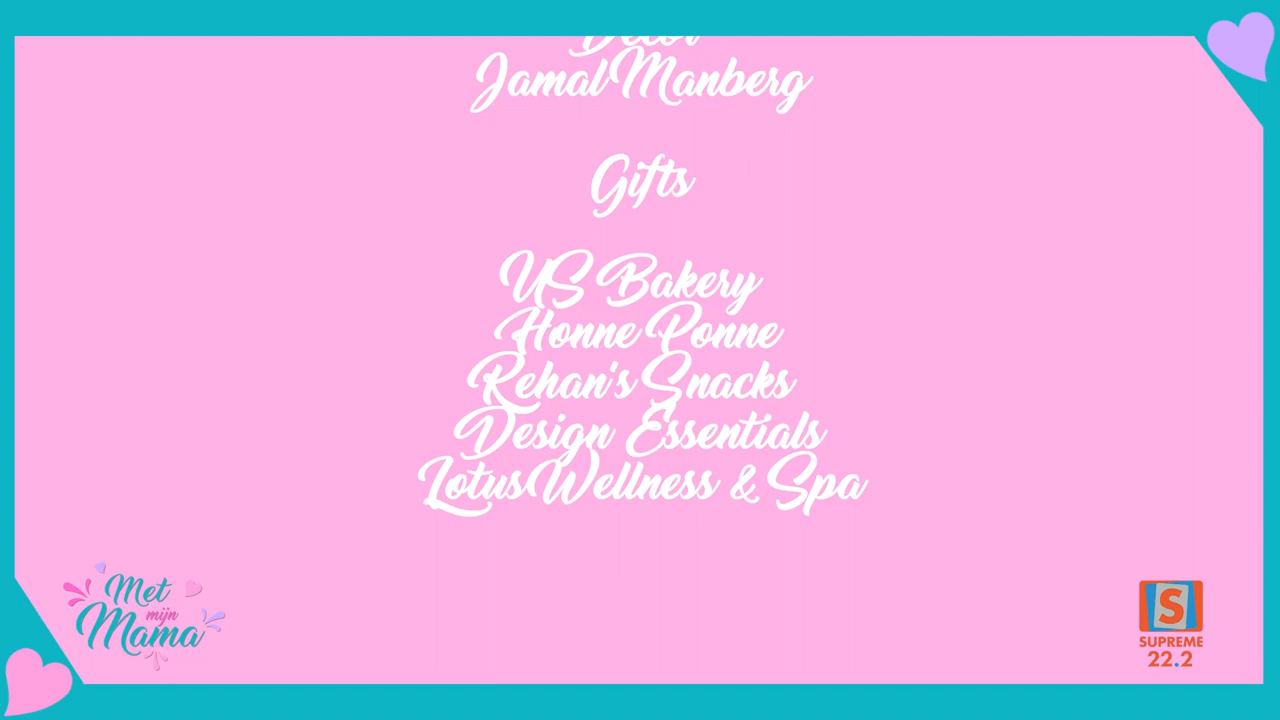 Decor
Jamal Manberg
Gifts
US Bakery
Honne Ponne
Rehan's Snacks
Design Essentials
Lotus Wellness & Spa
Met
mijn
Mama
S
SUPREME
22.2